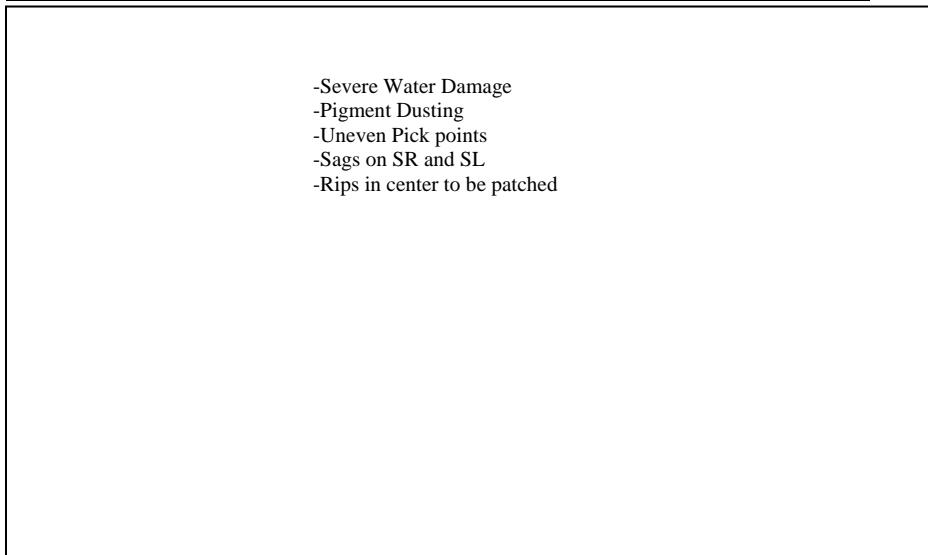 -Severe Water Damage
-Pigment Dusting
-Uneven Pick points
-Sags on SR and SL
-Rips in center to be patched